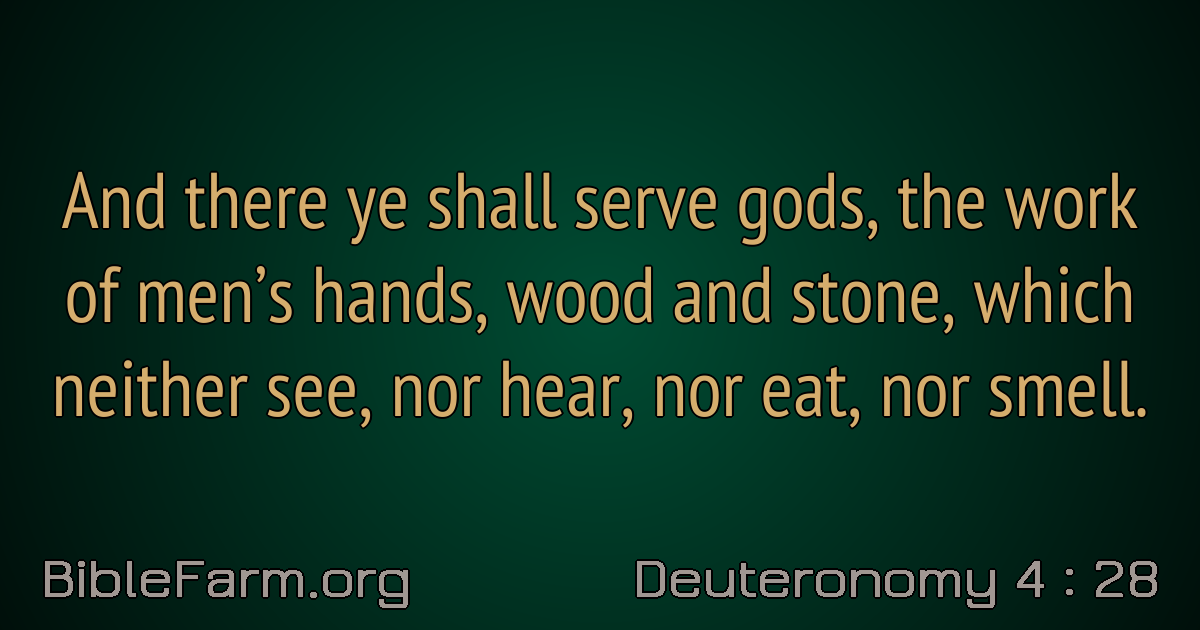 And there ye shall serve gods, the work
of men’s hands, wood and stone, which
neither see, nor hear, nor eat, nor smell.
BibleFarm.org
Deuteronomy 4 : 28